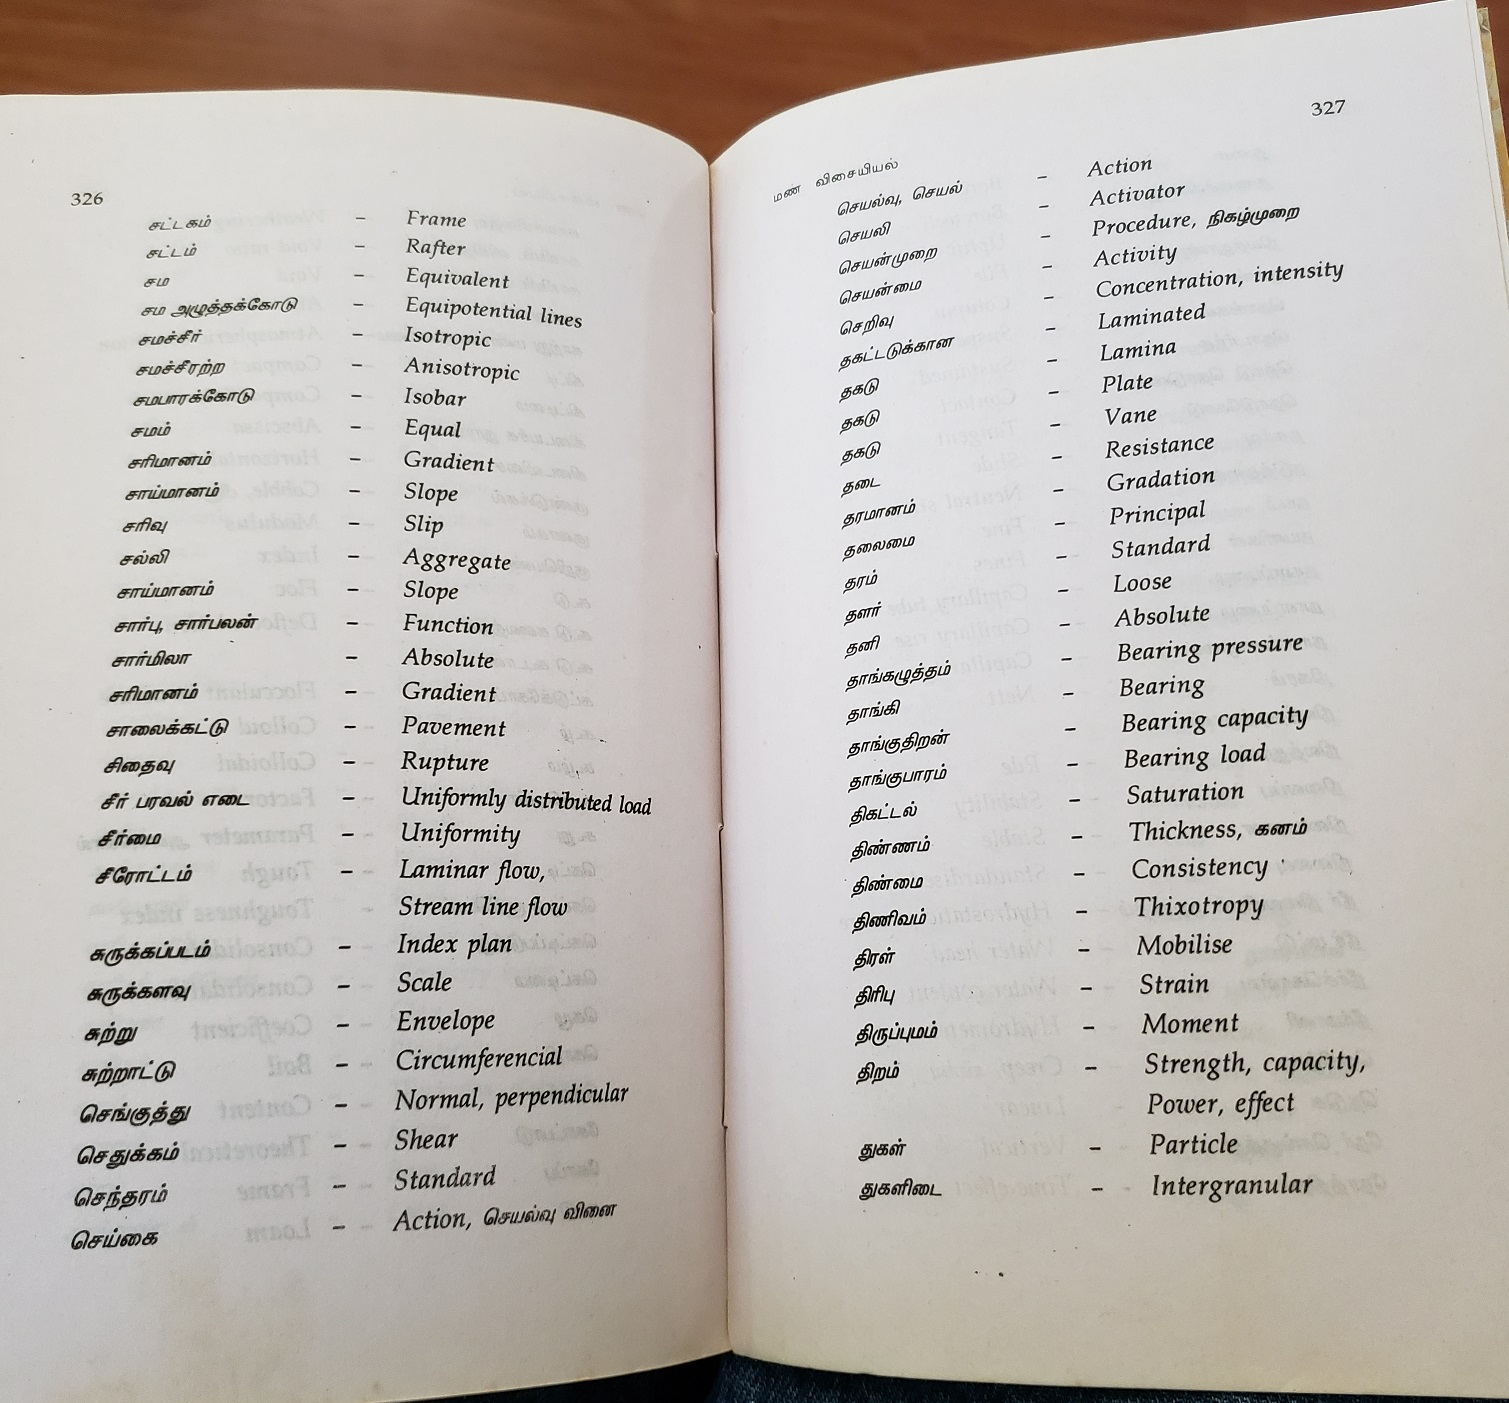 326
சட்டகம் – Frame
சட்டம் – Rafter
சம – Equivalent
சம அழுத்தக்கோடு – Equipotential lines
சமச்சீர் – Isotropic
சமச்சீரற்ற – Anisotropic
சமபாரக்கோடு – Isobar
சமம் – Equal
சரிமானம் – Gradient
சாய்மானம் – Slope
சரிவு – Slip
சல்லி – Aggregate
சாய்மானம் – Slope
சார்பு, சார்பலன் – Function
சார்மிலா – Absolute
சரிமானம் – Gradient
சாலைக்கட்டு – Pavement
சிதைவு – Rupture
சீர் பரவல் எடை – Uniformly distributed load
சீர்மை – Uniformity
சீரோட்டம் – Laminar flow,
Stream line flow
சுருக்கப்படம் – Index plan
சுருக்களவு – Scale
சுற்று – Envelope
சுற்றாட்டு – Circumferencial
செங்குத்து – Normal, perpendicular
செதுக்கம் – Shear
செந்தரம் – Standard
செய்கை – Action, செயல்வு வினை
327
மண விசையியல்
செயல்வு, செயல் – Action
செயலி – Activator
செயன்முறை – Procedure, நிகழ்முறை
செயன்மை – Activity
செறிவு – Concentration, intensity
தகட்டடுக்கான – Laminated
தகடு – Lamina
தகடு – Plate
தகடு – Vane
தடை – Resistance
தரமானம் – Gradation
தலைமை – Principal
தரம் – Standard
தளர் – Loose
தனி – Absolute
தாங்கழுத்தம் – Bearing pressure
தாங்கி – Bearing
தாங்குதிறன் – Bearing capacity
தாங்குபாரம் – Bearing load
திகட்டல் – Saturation
திண்ணம் – Thickness, கனம்
திண்மை – Consistency
திணிவம் – Thixotropy
திரள் – Mobilise
திரிபு – Strain
திருப்புமம் – Moment
திறம் – Strength, capacity,
Power, effect
துகள் – Particle
துகளிடை – Intergranular